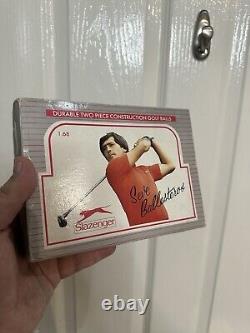 DURABLE TWO PIECE CONSTRUCTION GOLF BALLS
1.68
Slazenger
Seve
Ballesteros